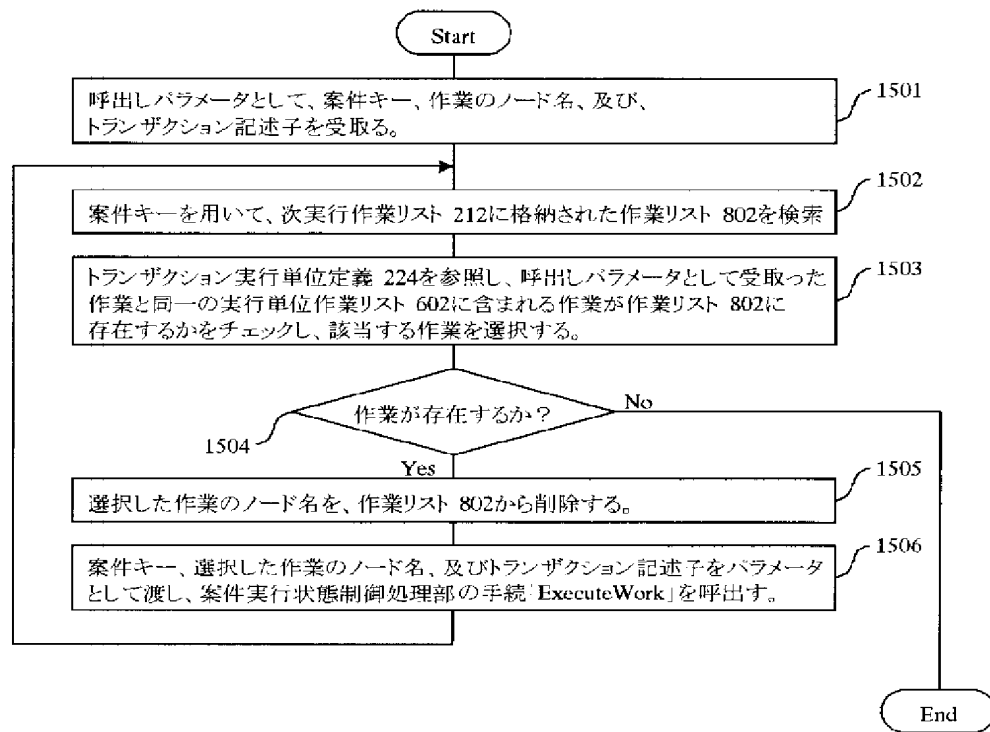 Start
呼出しパラメータとして、案件キー、作業のノード名、及び、
トランザクション記述子を受取る。
1501
1502
案件キーを用いて、次実行作業リスト 212に格納された作業リスト 802を検索
1503
トランザクション実行単位定義 224を参照し、呼出しパラメータとして受取った
作業と同一の実行単位作業リスト 602に含まれる作業が作業リスト 802に
存在するかをチェックし、該当する作業を選択する。
作業が存在するか？
No
1504
Yes
1505
選択した作業のノード名を、作業リスト 802から削除する。
1506
案件キー、選択した作業のノード名、及びトランザクション記述子をパラメータ
として渡し、案件実行状態制御処理部の手続「ExecuteWork」を呼出す。
End